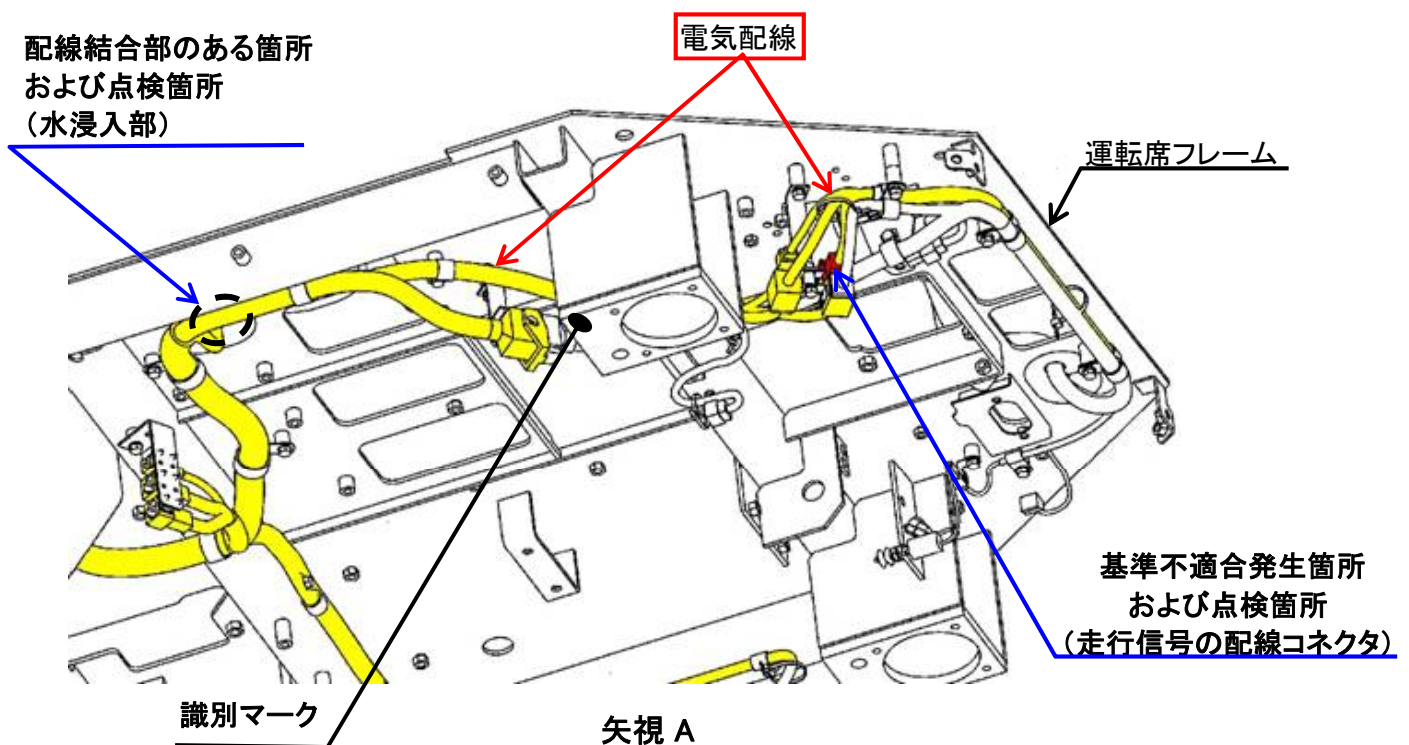 配線結合部のある箇所
および点検箇所
（水浸入部）
電気配線
運転席フレーム
基準不適合発生箇所
および点検箇所
（走行信号の配線コネクタ）
識別マーク
矢視 A